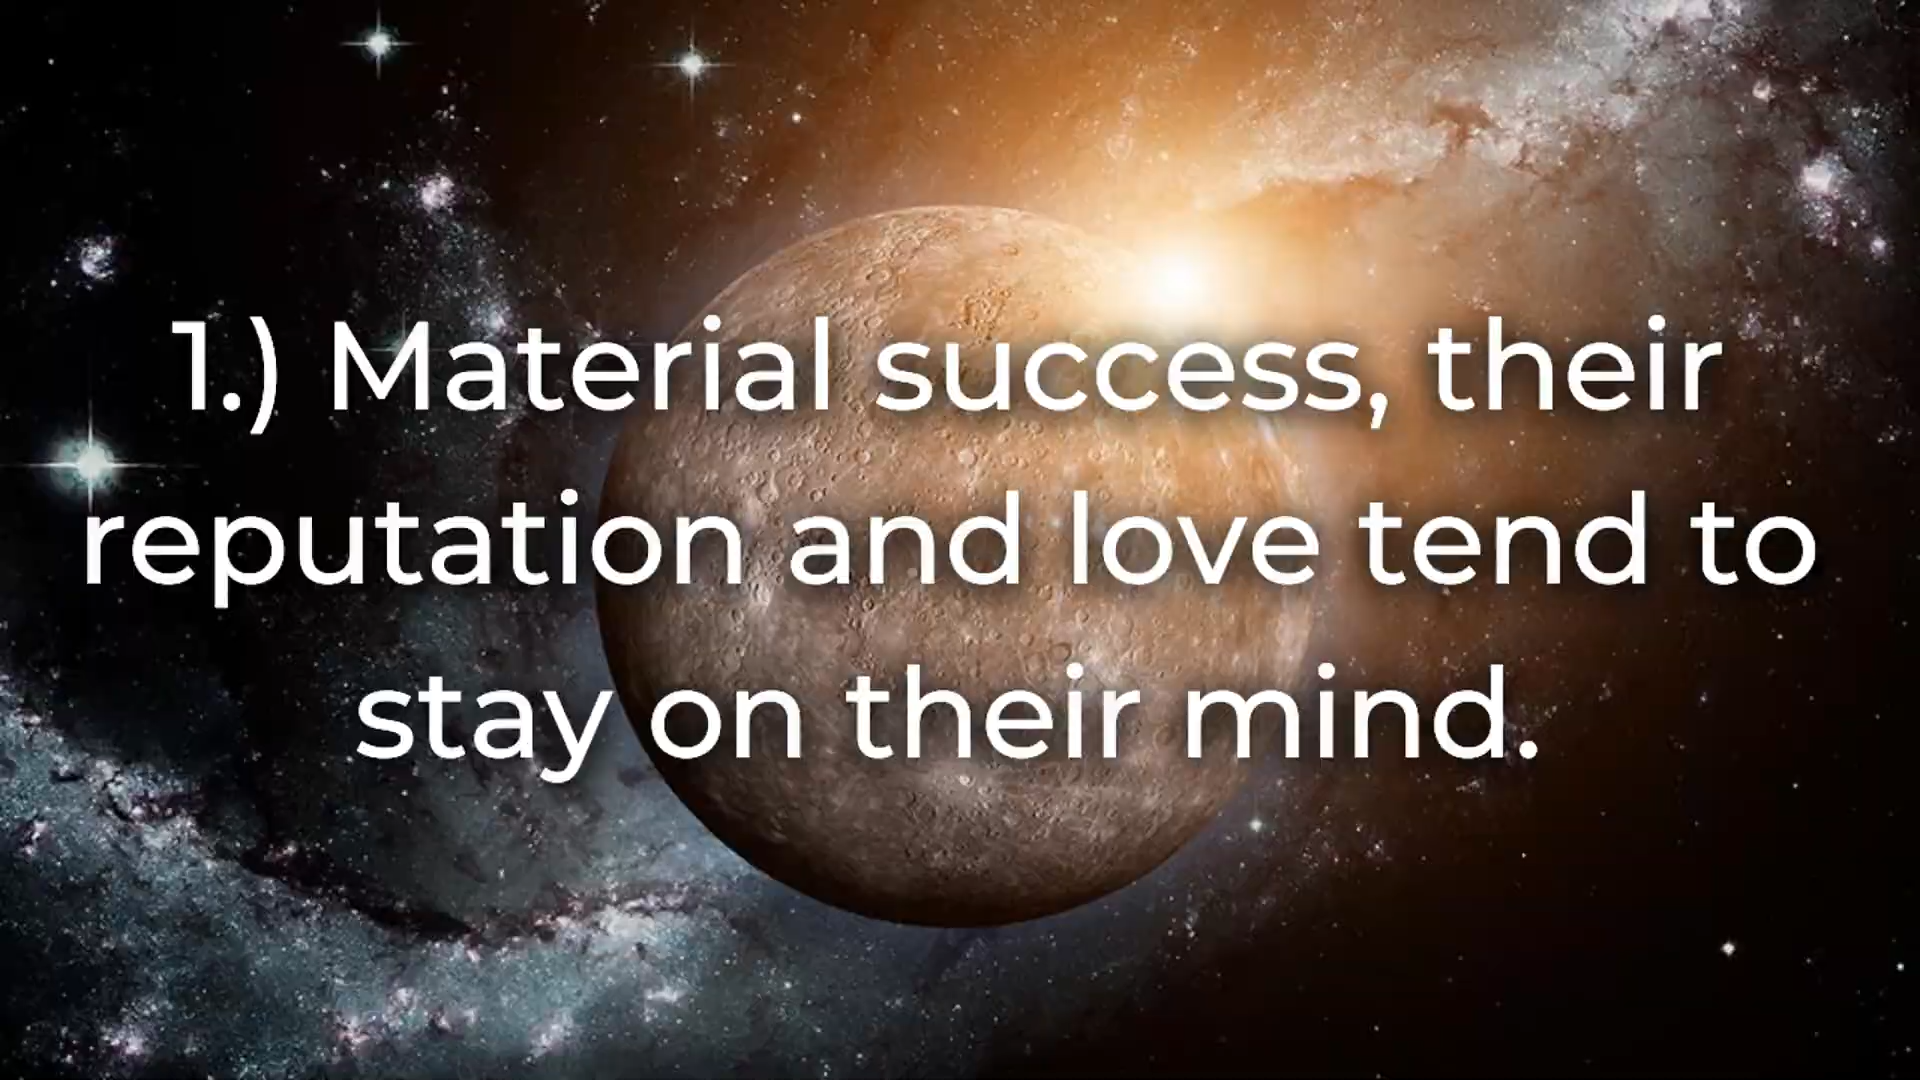 1.) Material success, their
reputation and love tend to
stay on their mind.